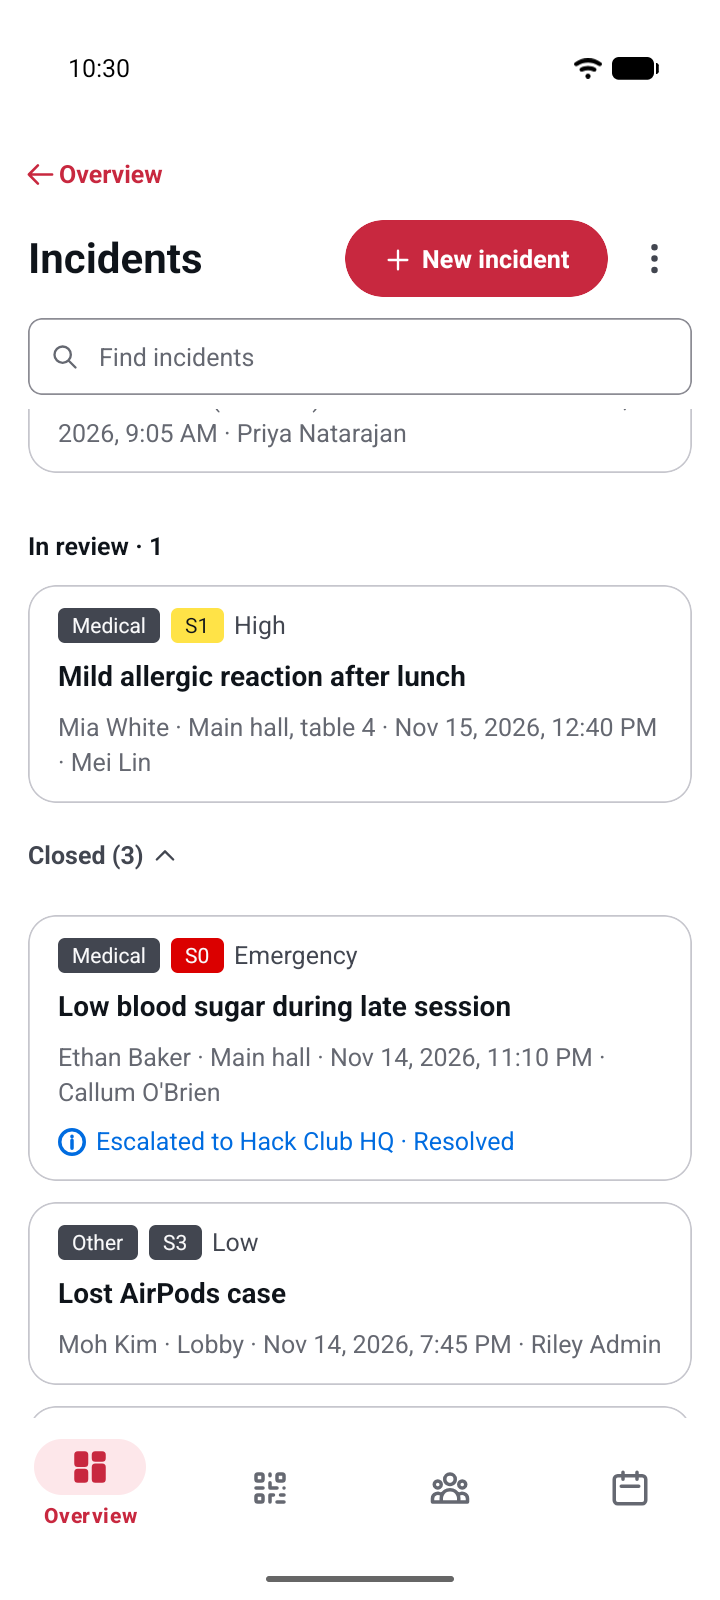 10:30
Overview
Incidents
New incident
Find incidents
2026, 9:05 AM · Priya Natarajan
In review · 1
Medical S1 High
Mild allergic reaction after lunch
Mia White · Main hall, table 4 · Nov 15, 2026, 12:40 PM
· Mei Lin
Closed (3)
Medical S0 Emergency
Low blood sugar during late session
Ethan Baker · Main hall · Nov 14, 2026, 11:10 PM ·
Callum O'Brien
Escalated to Hack Club HQ · Resolved
Other S3 Low
Lost AirPods case
Moh Kim · Lobby · Nov 14, 2026, 7:45 PM · Riley Admin
Overview